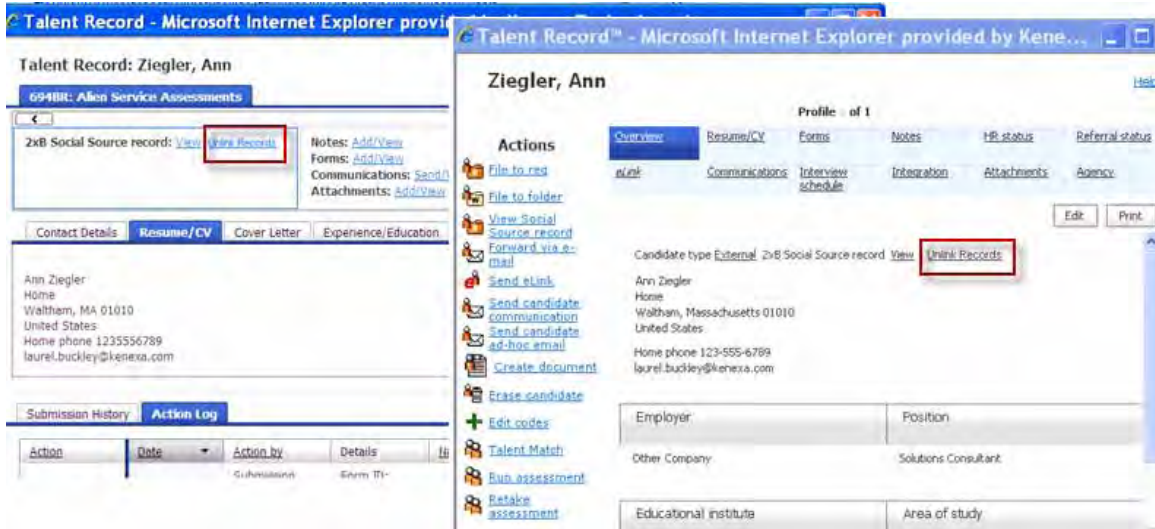 Talent Record - Microsoft Internet Explorer provid
Talent Record: Ziegler, Ann
694BR: Alien Service Assessments
2xB Social Source record: View Unlink Records
Notes: Add/View
Forms: Add/View
Communications: Send/
Attachments: Add/View
Contact Details Resume/CV Cover Letter Experience/Education
Ann Ziegler
Home
Waltham, MA 01010
United States
Home phone 1235556789
laurel.buckley@kenexa.com
Submission History Action Log
Action Date Action by Details
Submission Form ID:
Talent Record™ - Microsoft Internet Explorer provided by Kene...
Ziegler, Ann
Help
Profile of 1
Actions
File to req
File to folder
View Social
Source record
Forward via e-
mail
Send eLink
Send candidate
communication
Send candidate
ad-hoc email
Create document
Erase candidate
Edit codes
Talent Match
Run assessment
Retake
assessment
Overview Resume/CV Forms Notes HR status Referral status
eLink Communications Interview
schedule Integration Attachments Agency
Edit Print
Candidate type External 2xB Social Source record View Unlink Records
Ann Ziegler
Home
Waltham, Massachusetts 01010
United States
Home phone 123-555-6789
laurel.buckley@kenexa.com
Employer Position
Other Company Solutions Consultant
Educational institute Area of study